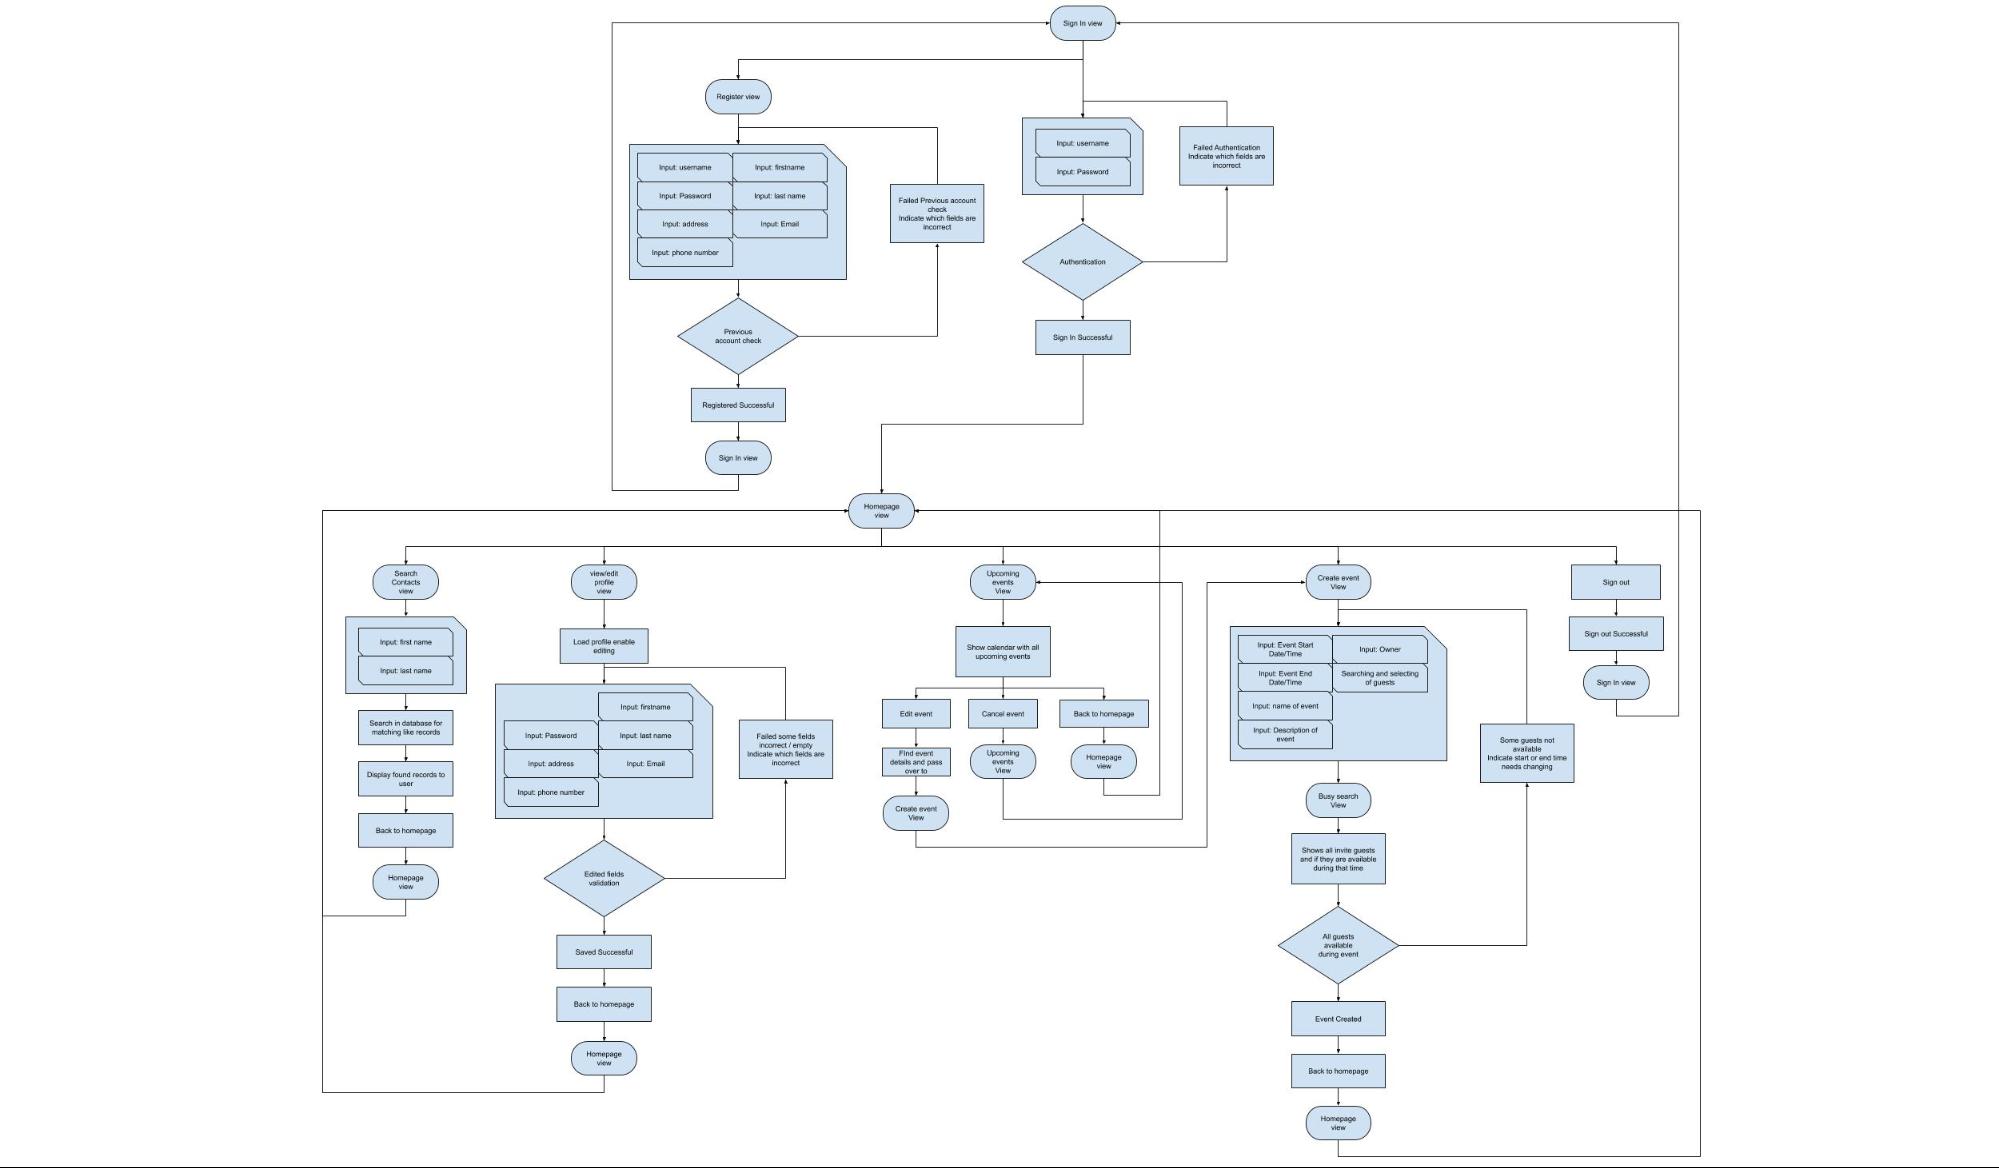 Sign In view
Register view
Input: username
Input: firstname
Input: Password
Input: last name
Input: address
Input: Email
Input: phone number
Failed Previous account
check
Indicate which fields are
incorrect
Previous
account check
Registered Successful
Sign In view
Input: username
Input: Password
Failed Authentication
Indicate which fields are
incorrect
Authentication
Sign In Successful
Homepage
view
Search
Contacts
view
Input: first name
Input: last name
Search in database for
matching like records
Display found records to
user
Back to homepage
Homepage
view
view/edit
profile
view
Load profile enable
editing
Input: firstname
Input: Password
Input: last name
Input: address
Input: Email
Input: phone number
Failed some fields
incorrect / empty
Indicate which fields are
incorrect
Edited fields
validation
Saved Successful
Back to homepage
Homepage
view
Upcoming
events
View
Show calendar with all
upcoming events
Edit event
Cancel event
Back to homepage
FInd event
details and pass
over to
Upcoming
events
View
Homepage
view
Create event
View
Create event
View
Input: Event Start
Date/Time
Input: Owner
Input: Event End
Date/Time
Searching and selecting
of guests
Input: name of event
Input: Description of
event
Some guests not
available
Indicate start or end time
needs changing
Busy search
View
Shows all invite guests
and if they are available
during that time
All guests
available
during event
Event Created
Back to homepage
Homepage
view
Sign out
Sign out Successful
Sign In view